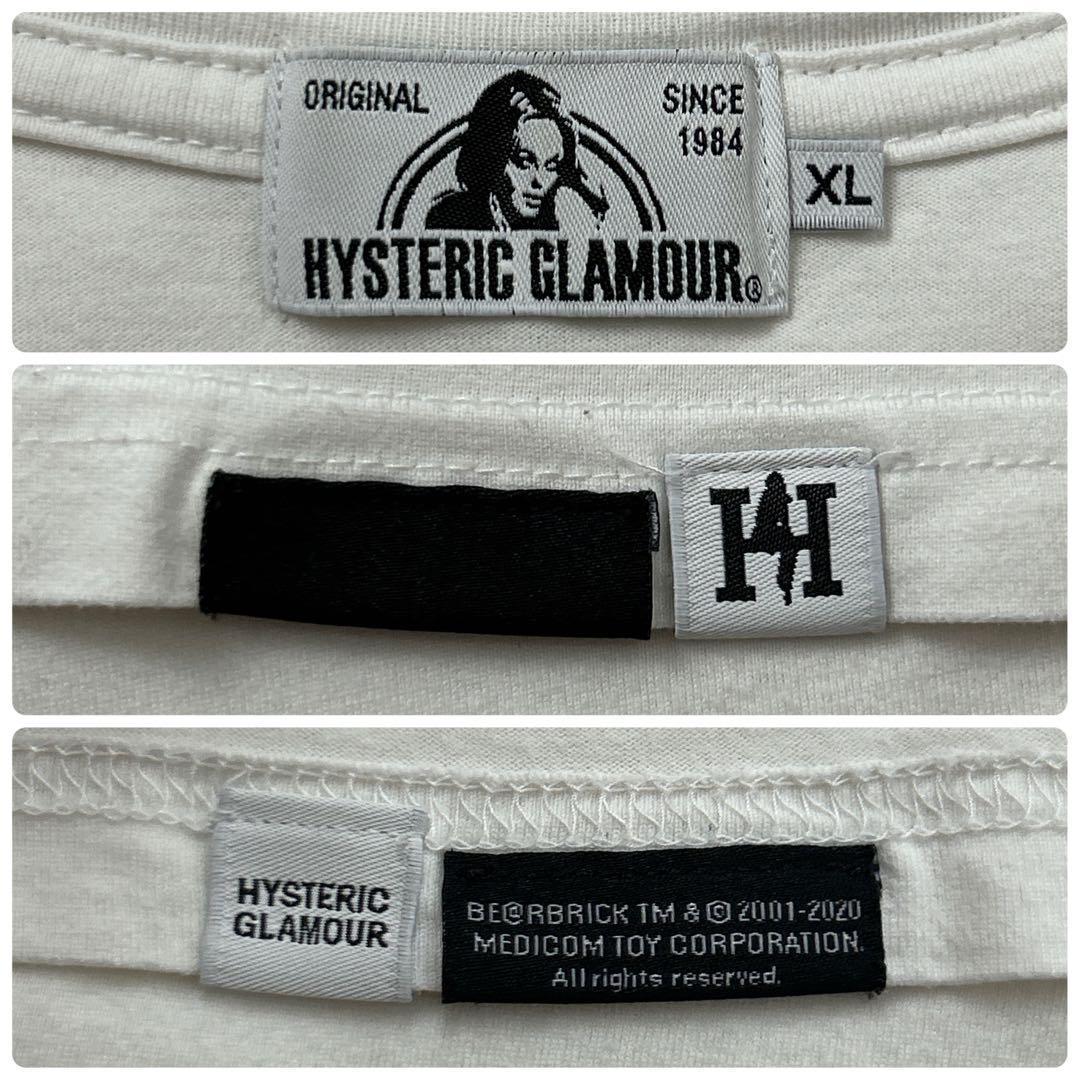 ORIGINAL
SINCE
1984
HYSTERIC GLAMOUR®
XL
H
HYSTERIC
GLAMOUR
BE@RBRICK TM & © 2001-2020
MEDICOM TOY CORPORATION.
All rights reserved.